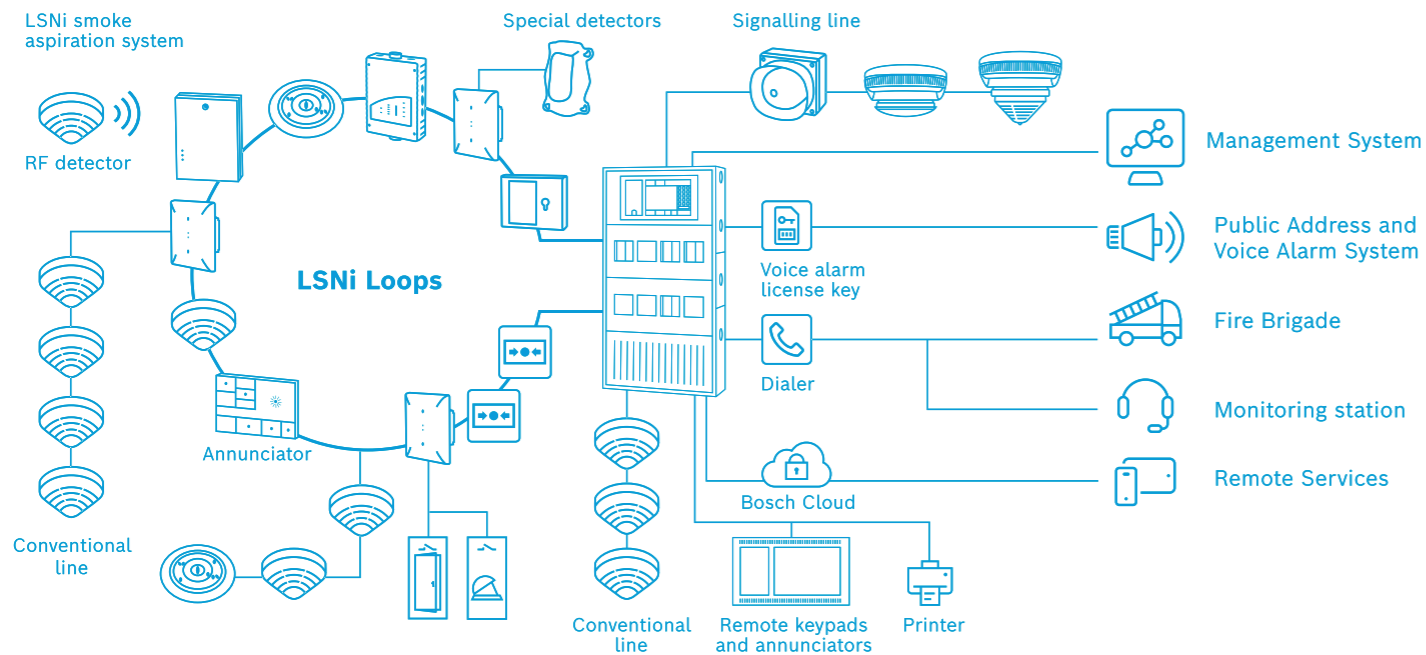 LSNi smoke
aspiration system
Special detectors
Signalling line
RF detector
Management System
Public Address and
Voice Alarm System
Voice alarm
license key
LSNi Loops
Fire Brigade
Dialer
Monitoring station
Annunciator
Remote Services
Bosch Cloud
Conventional
line
Conventional
line
Remote keypads
and annunciators
Printer